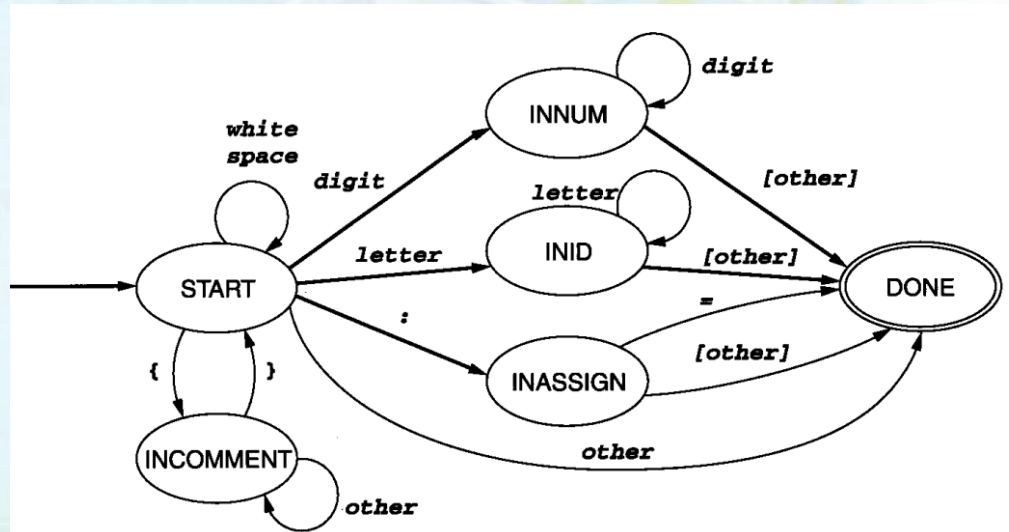 digit
INNUM
white
space
digit
[other]
letter
letter
INID
[other]
START
DONE
=
:
[other]
{
}
INASSIGN
other
INCOMMENT
other